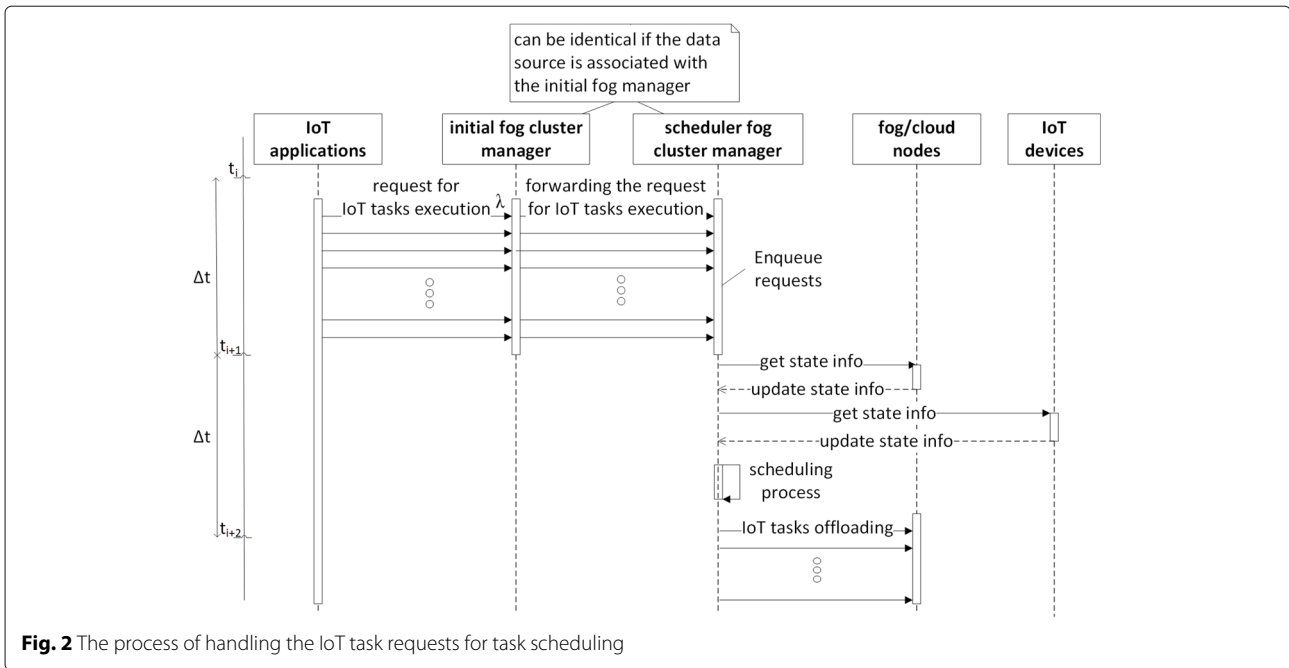 can be identical if the data
source is associated with
the initial fog manager
IoT
applications
initial fog cluster
manager
scheduler fog
cluster manager
fog/cloud
nodes
IoT
devices
tᵢ
request for
IoT tasks execution
λ
forwarding the request
for IoT tasks execution
Δt
Enqueue
requests
tᵢ₊₁
get state info
update state info
get state info
Δt
update state info
scheduling
process
tᵢ₊₂
IoT tasks offloading
Fig. 2 The process of handling the IoT task requests for task scheduling